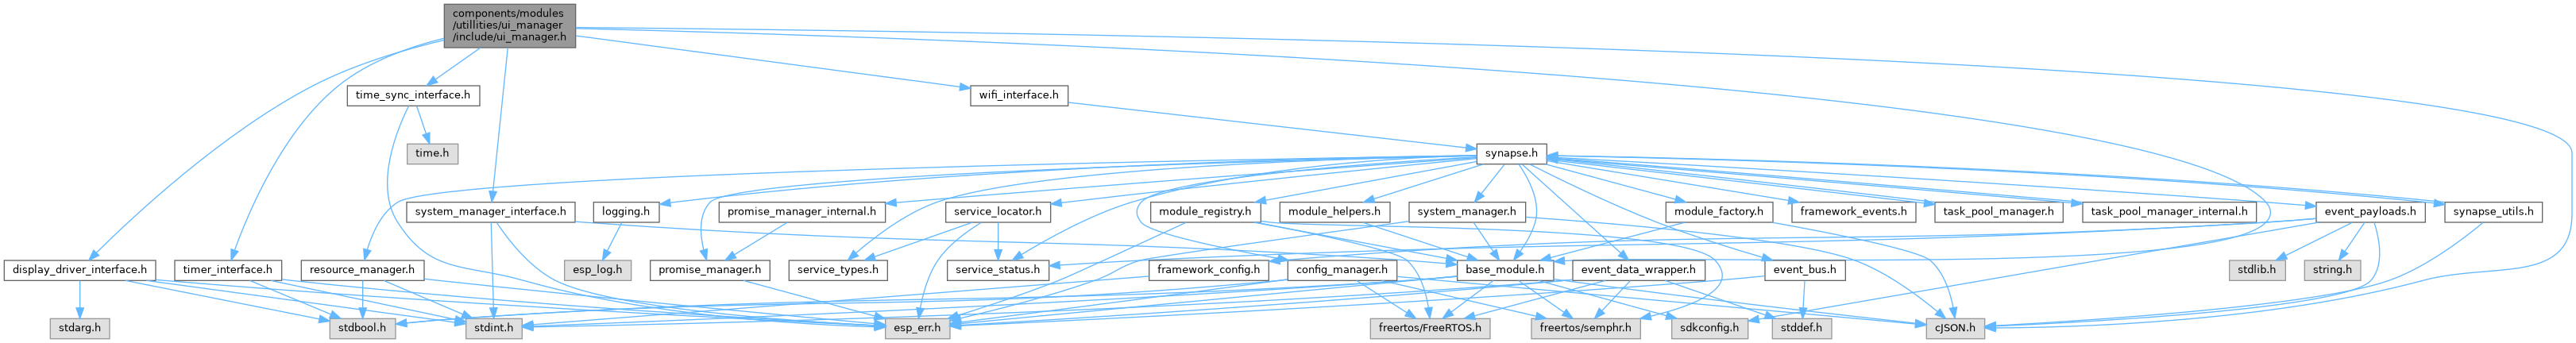 components/modules
/utillities/ui_manager
/include/ui_manager.h
time_sync_interface.h
wifi_interface.h
time.h
synapse.h
system_manager_interface.h
logging.h
promise_manager_internal.h
service_locator.h
module_registry.h
module_helpers.h
system_manager.h
module_factory.h
framework_events.h
task_pool_manager.h
task_pool_manager_internal.h
event_payloads.h
synapse_utils.h
display_driver_interface.h
timer_interface.h
resource_manager.h
esp_log.h
promise_manager.h
service_types.h
service_status.h
framework_config.h
config_manager.h
base_module.h
event_data_wrapper.h
event_bus.h
stdlib.h
string.h
stdarg.h
stdbool.h
stdint.h
esp_err.h
freertos/FreeRTOS.h
freertos/semphr.h
sdkconfig.h
stddef.h
cJSON.h